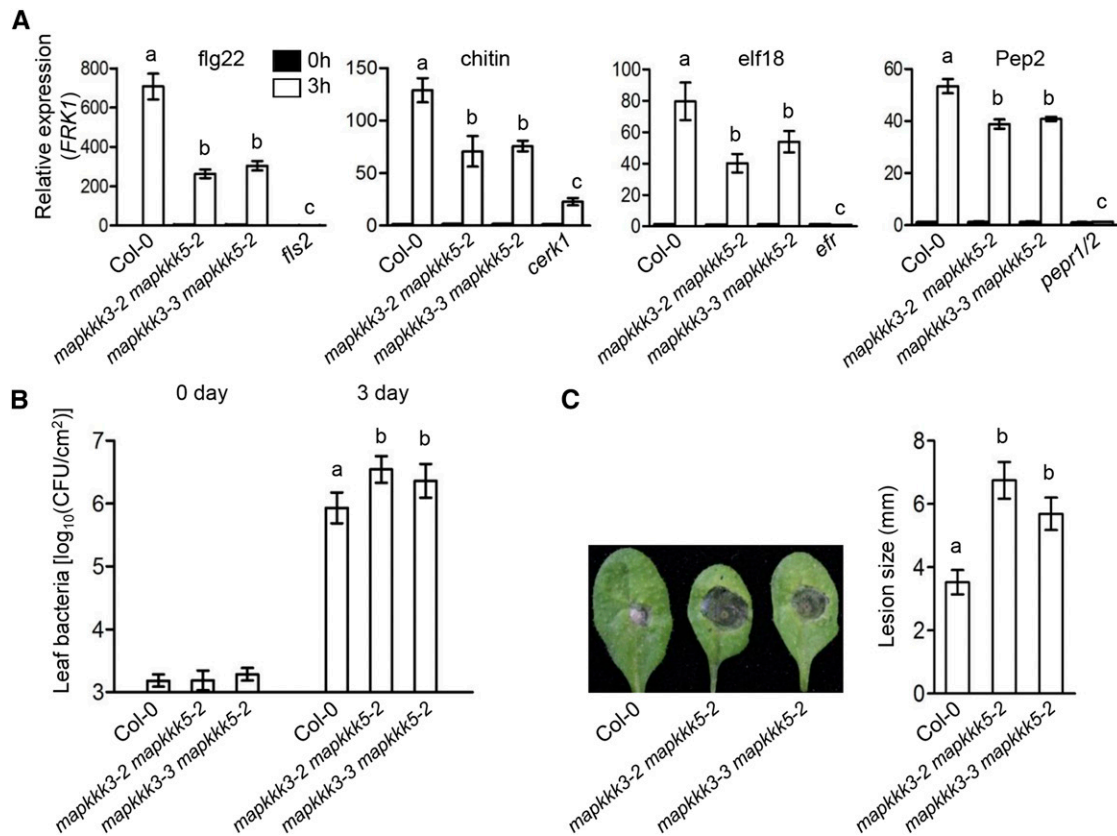 A
flg22
0h
3h
chitin
elf18
Pep2
Relative expression
(FRK1)
800
600
400
200
0
a
b
b
c
Col-0
mapkkk3-2 mapkkk5-2
mapkkk3-3 mapkkk5-2
fls2
150
100
50
0
a
b
b
c
Col-0
mapkkk3-2 mapkkk5-2
mapkkk3-3 mapkkk5-2
cerk1
100
80
60
40
20
0
a
b
b
c
Col-0
mapkkk3-2 mapkkk5-2
mapkkk3-3 mapkkk5-2
efr
60
40
20
0
a
b
b
c
Col-0
mapkkk3-2 mapkkk5-2
mapkkk3-3 mapkkk5-2
pepr1/2
B
0 day
3 day
Leaf bacteria [log10(CFU/cm²)]
7
6
5
4
3
a
b
b
Col-0
mapkkk3-2 mapkkk5-2
mapkkk3-3 mapkkk5-2
Col-0
mapkkk3-2 mapkkk5-2
mapkkk3-3 mapkkk5-2
C
Col-0
mapkkk3-2 mapkkk5-2
mapkkk3-3 mapkkk5-2
Lesion size (mm)
8
6
4
2
0
a
b
b
Col-0
mapkkk3-2 mapkkk5-2
mapkkk3-3 mapkkk5-2